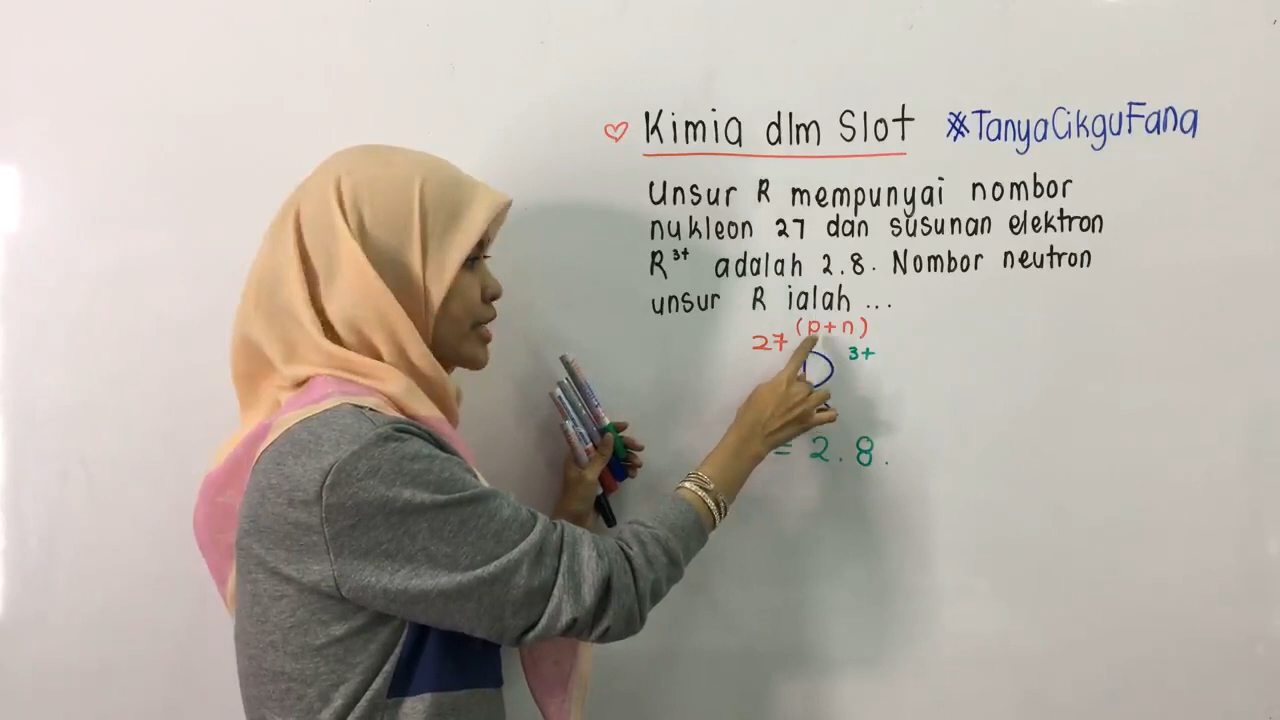 Kimia dlm Slot #TanyaCikguFana
Unsur R mempunyai nombor
nukleon 27 dan susunan elektron
R³⁺ adalah 2.8. Nombor neutron
unsur R ialah ...
(p+n)
27 3+
= 2.8.